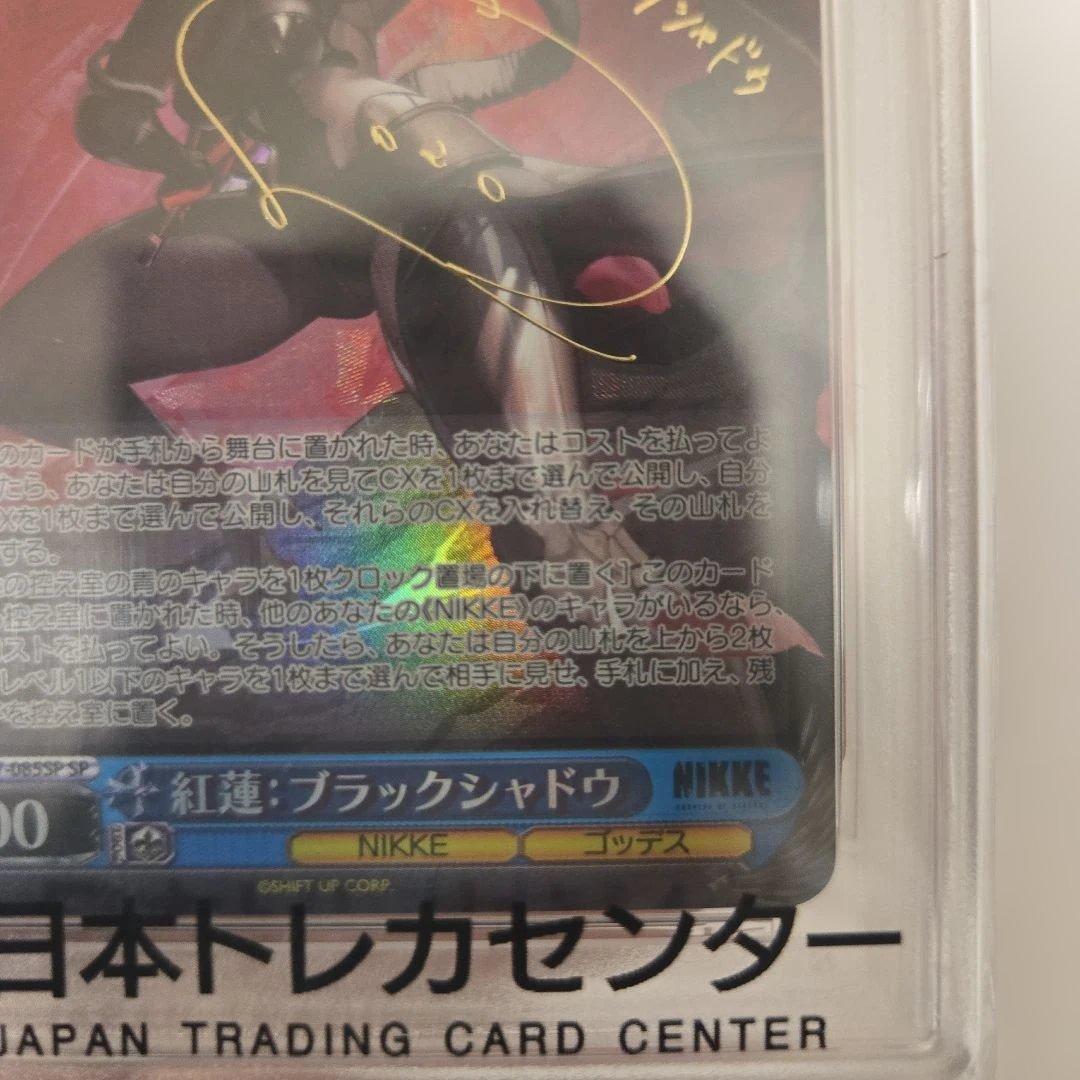 シャドウ
のカードが手札から舞台に置かれた時、あなたはコストを払ってよ
たら、あなたは自分の山札を見てCXを1枚まで選んで公開し、自分
Xを1枚まで選んで公開し、それらのCXを入れ替え、その山札を
する。
の控え室の青のキャラを1枚クロック置場の下に置く］ このカード
控え室に置かれた時、他のあなたの《NIKKE》のキャラがいるなら、
ストを払ってよい。そうしたら、あなたは自分の山札を上から2枚
レベル1以下のキャラを1枚まで選んで相手に見せ、手札に加え、残
を控え室に置く。
-085SP SP
紅蓮：ブラックシャドウ
NIKKE
00
NIKKE
ゴッデス
©SHIFT UP CORP.
日本トレカセンター
JAPAN TRADING CARD CENTER